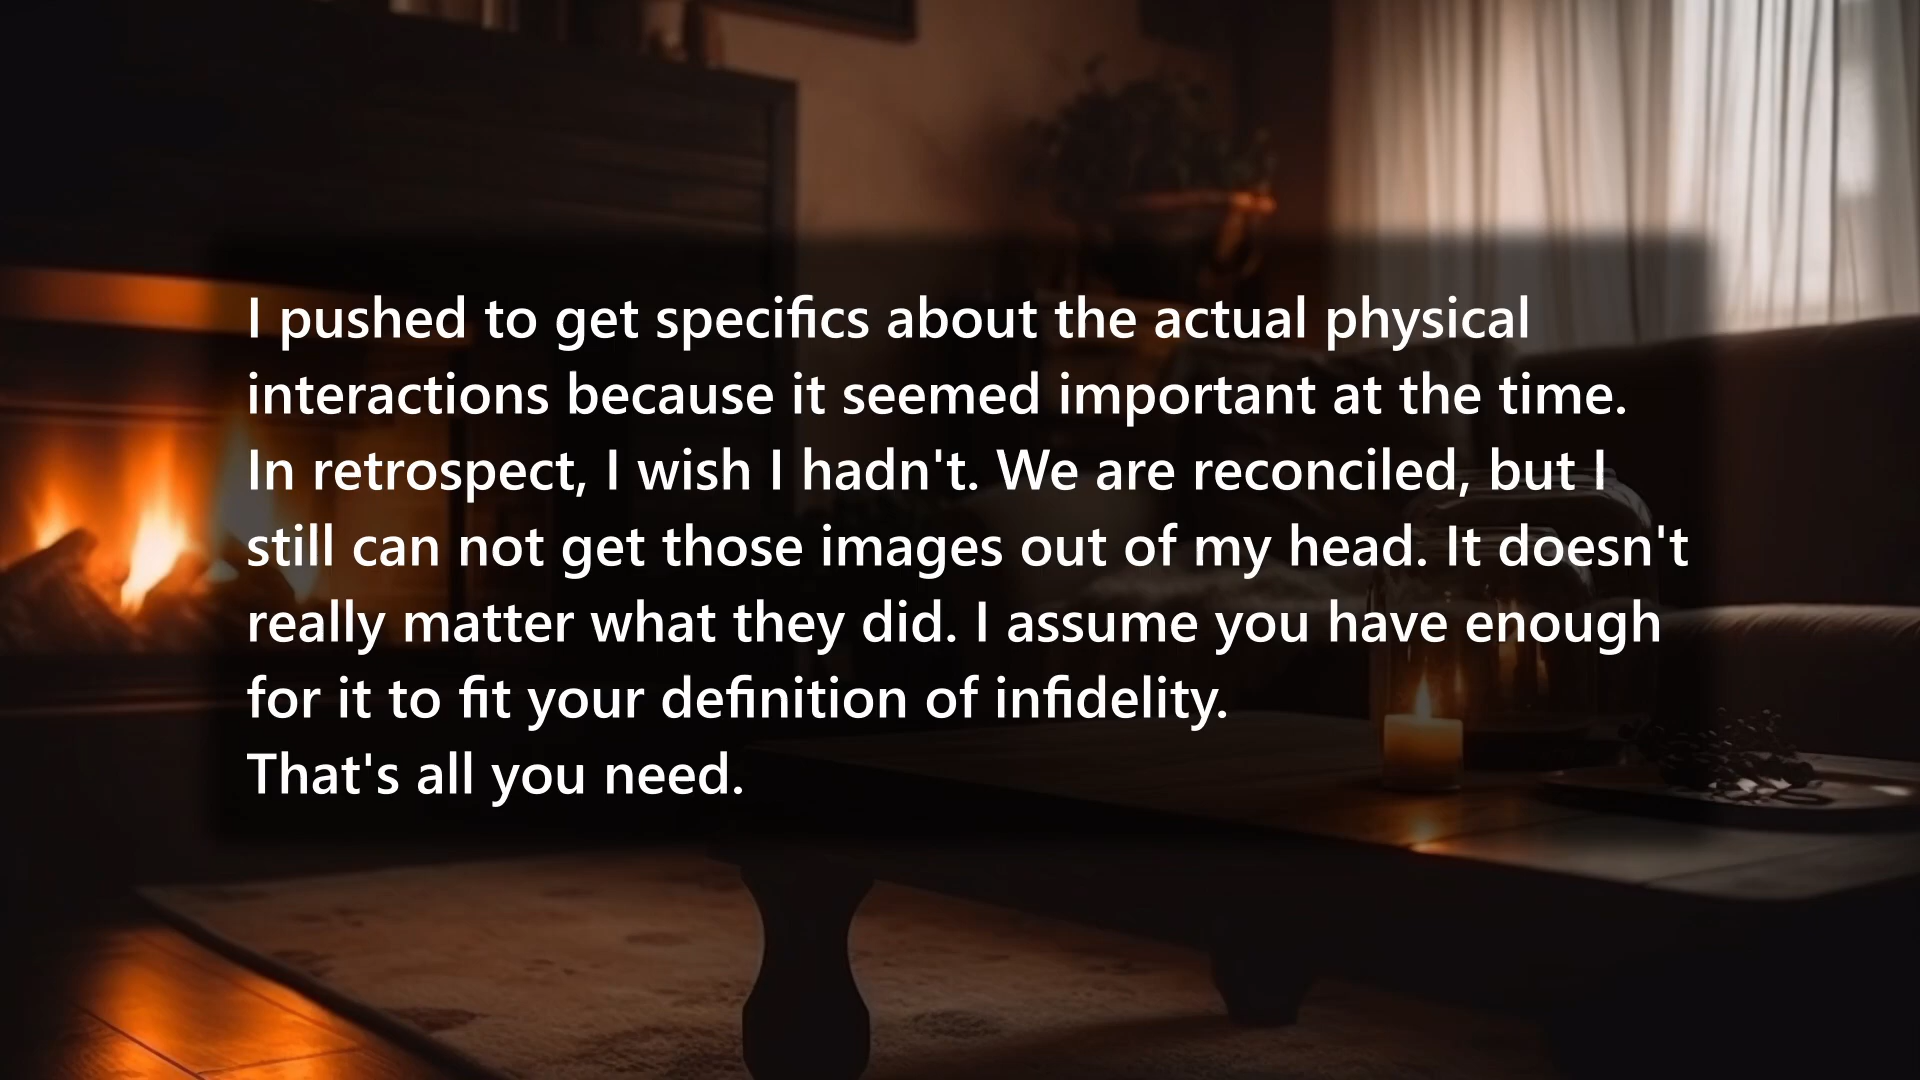 I pushed to get specifics about the actual physical
interactions because it seemed important at the time.
In retrospect, I wish I hadn't. We are reconciled, but I
still can not get those images out of my head. It doesn't
really matter what they did. I assume you have enough
for it to fit your definition of infidelity.
That's all you need.